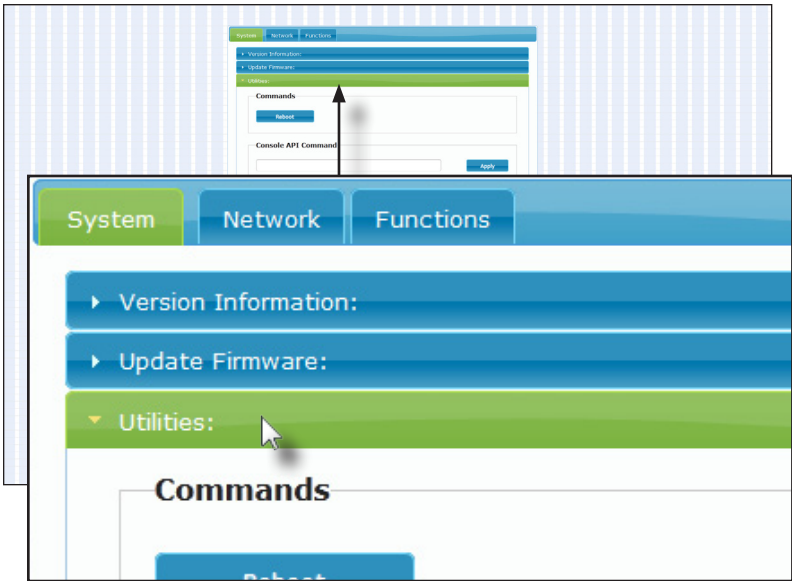 System Network Functions
Version Information:
Update Firmware:
Utilities:
Commands
Reboot
Console API Command
Apply
System Network Functions
Version Information:
Update Firmware:
Utilities:
Commands
Reboot